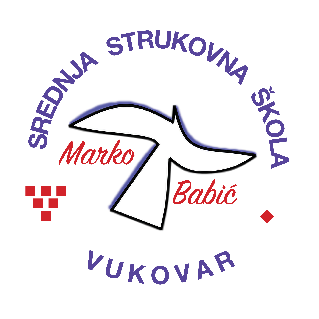 SREDNJA STRUKOVNA ŠKOLA
Marko
Babić
VUKOVAR